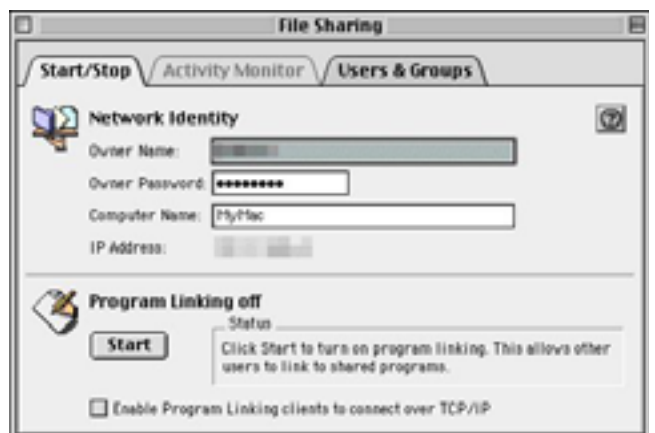 File Sharing
Start/Stop
Activity Monitor
Users & Groups
Network Identity
Owner Name:
Owner Password: ••••••••
Computer Name: iMyMac
IP Address:
Program Linking off
Start
Status
Click Start to turn on program linking. This allows other
users to link to shared programs.
Enable Program Linking clients to connect over TCP/IP